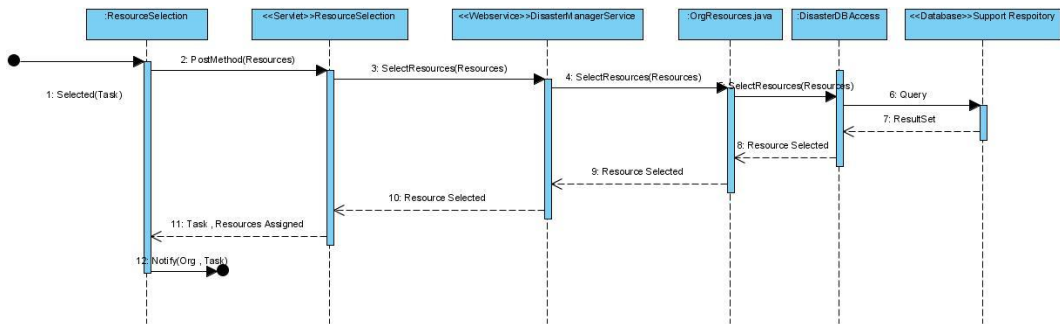 :ResourceSelection
<<Servlet>>ResourceSelection
<<Webservice>>DisasterManagerService
:OrgResources.java
:DisasterDBAccess
<<Database>>Support Respoitory
1: Selected(Task)
2: PostMethod(Resources)
3: SelectResources(Resources)
4: SelectResources(Resources)
5: SelectResources(Resources)
6: Query
7: ResultSet
8: Resource Selected
9: Resource Selected
10: Resource Selected
11: Task , Resources Assigned
12: Notify(Org , Task)